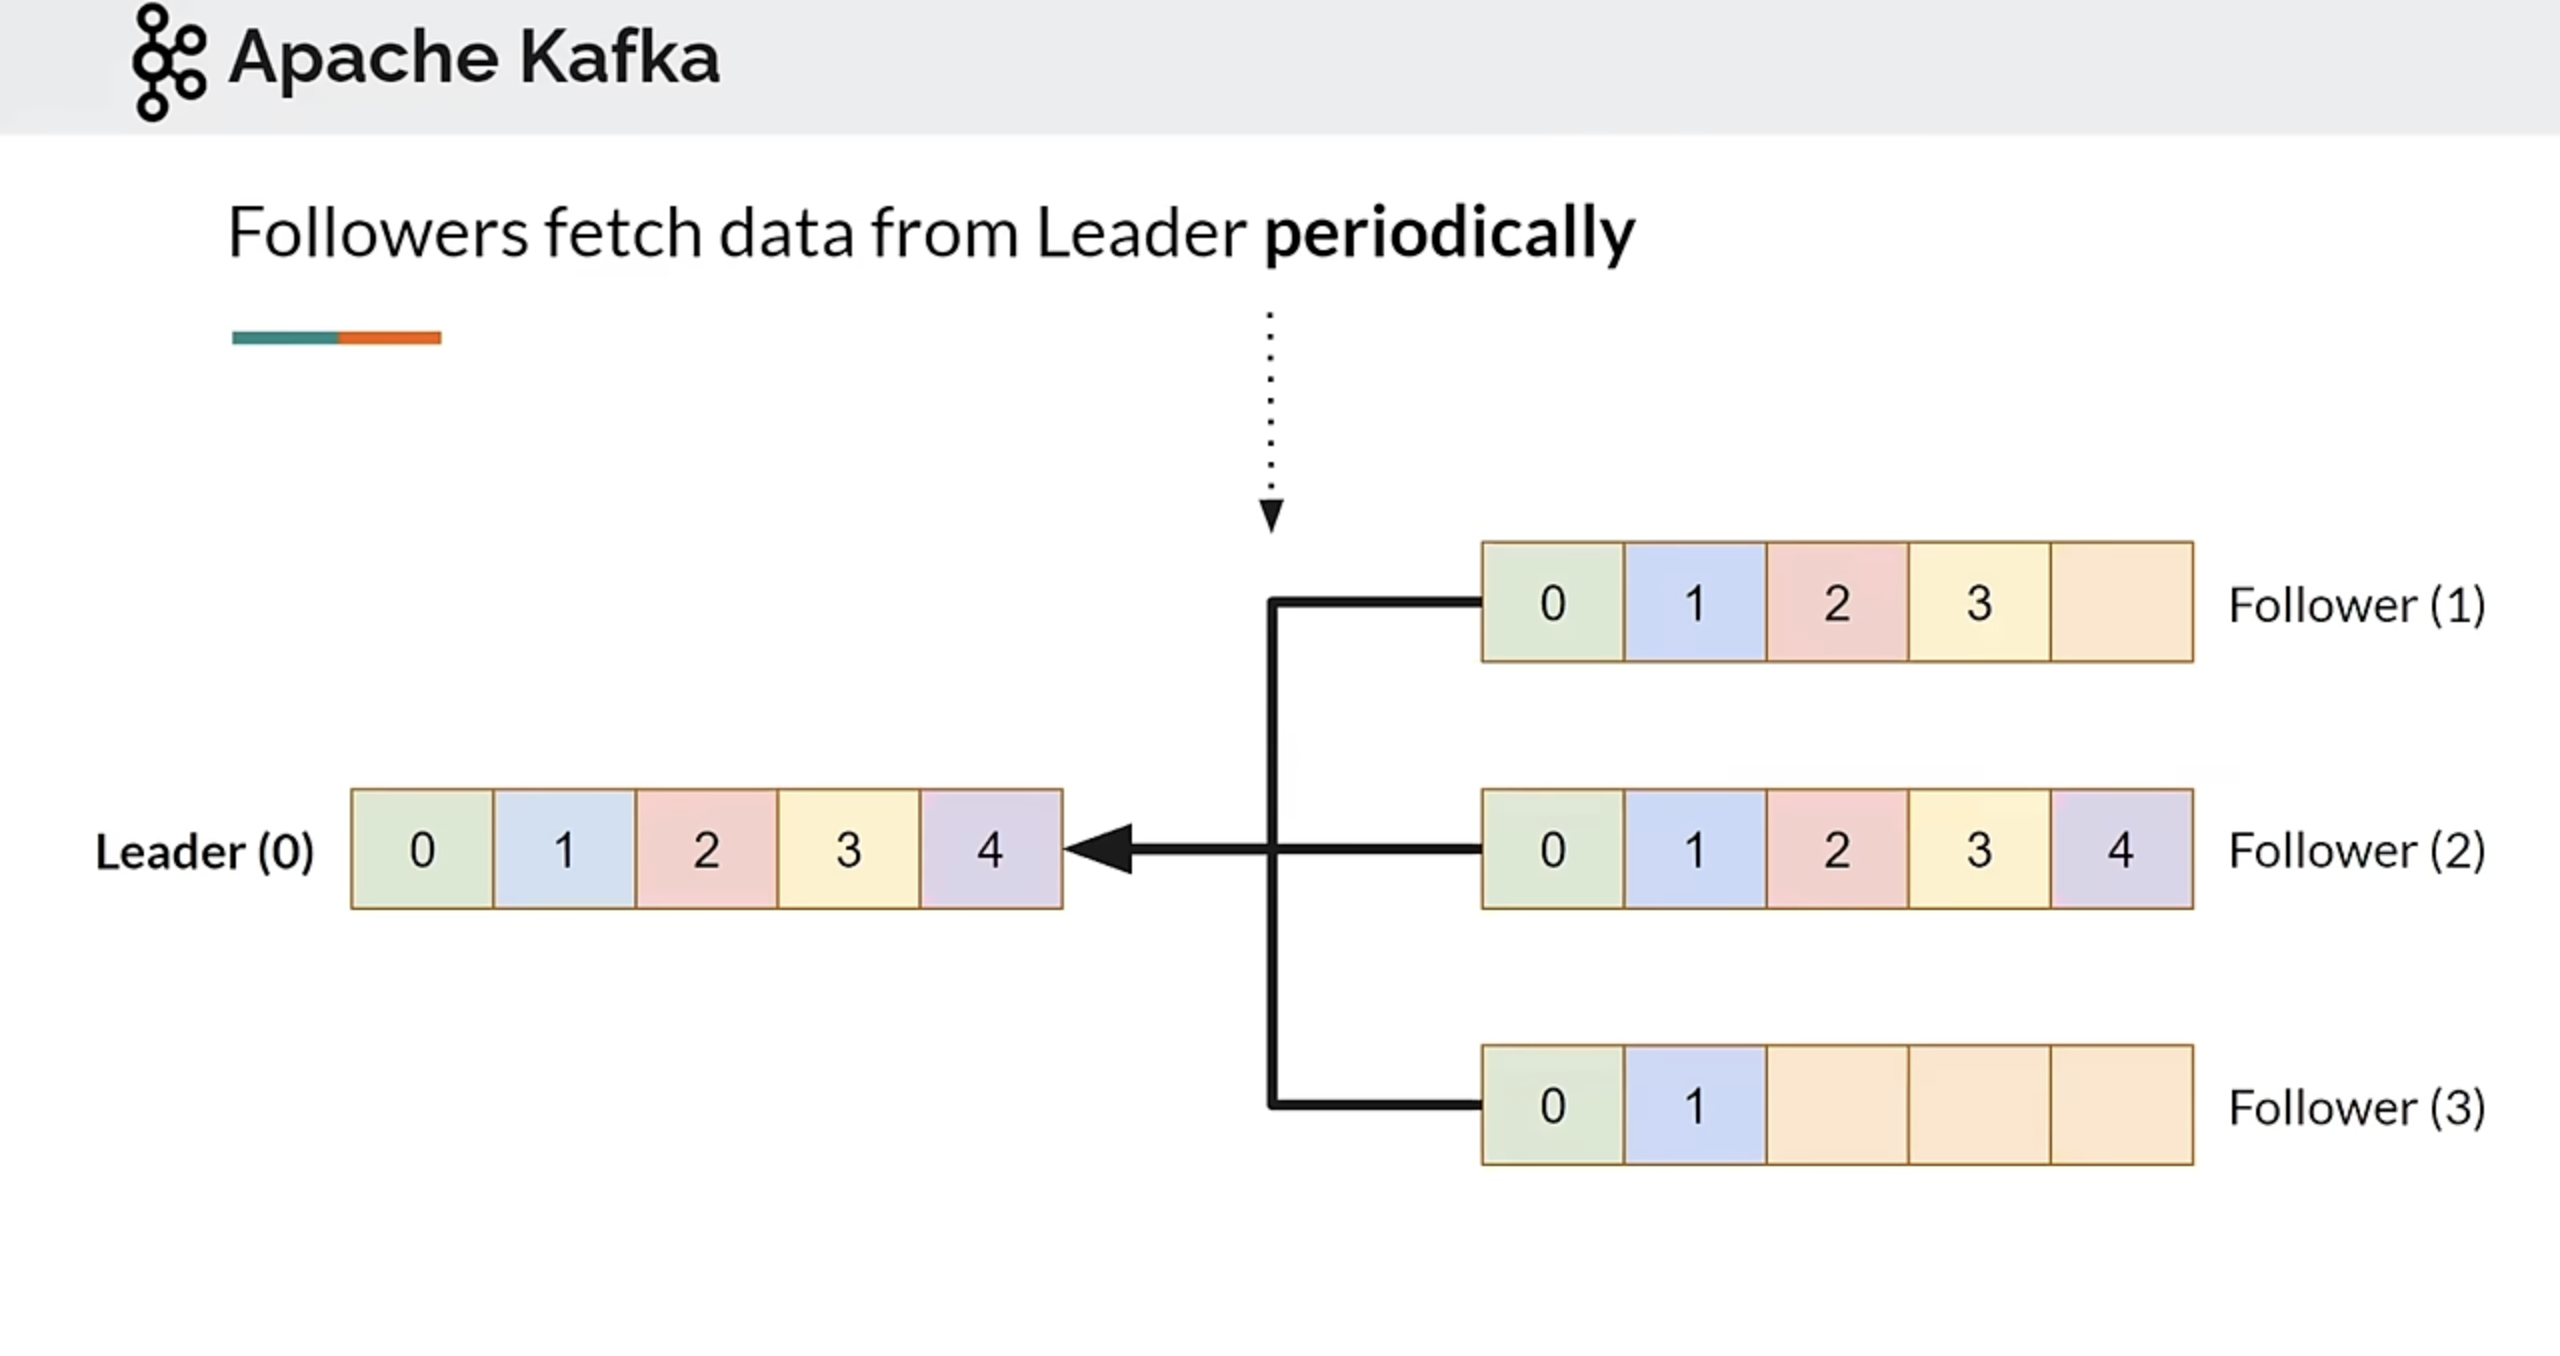 Apache Kafka
Followers fetch data from Leader periodically
0 1 2 3 Follower (1)
Leader (0) 0 1 2 3 4
0 1 2 3 4 Follower (2)
0 1 Follower (3)